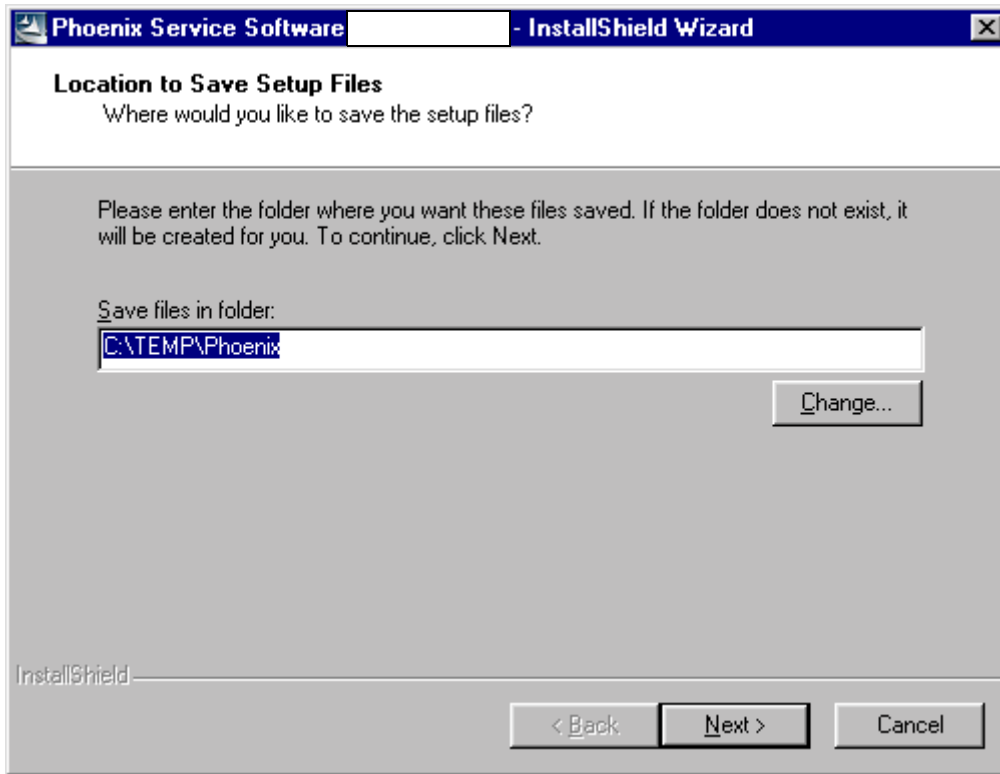 Phoenix Service Software - InstallShield Wizard
Location to Save Setup Files
Where would you like to save the setup files?
Please enter the folder where you want these files saved. If the folder does not exist, it
will be created for you. To continue, click Next.
Save files in folder:
C:\TEMP\Phoenix
Change...
InstallShield
< Back
Next >
Cancel